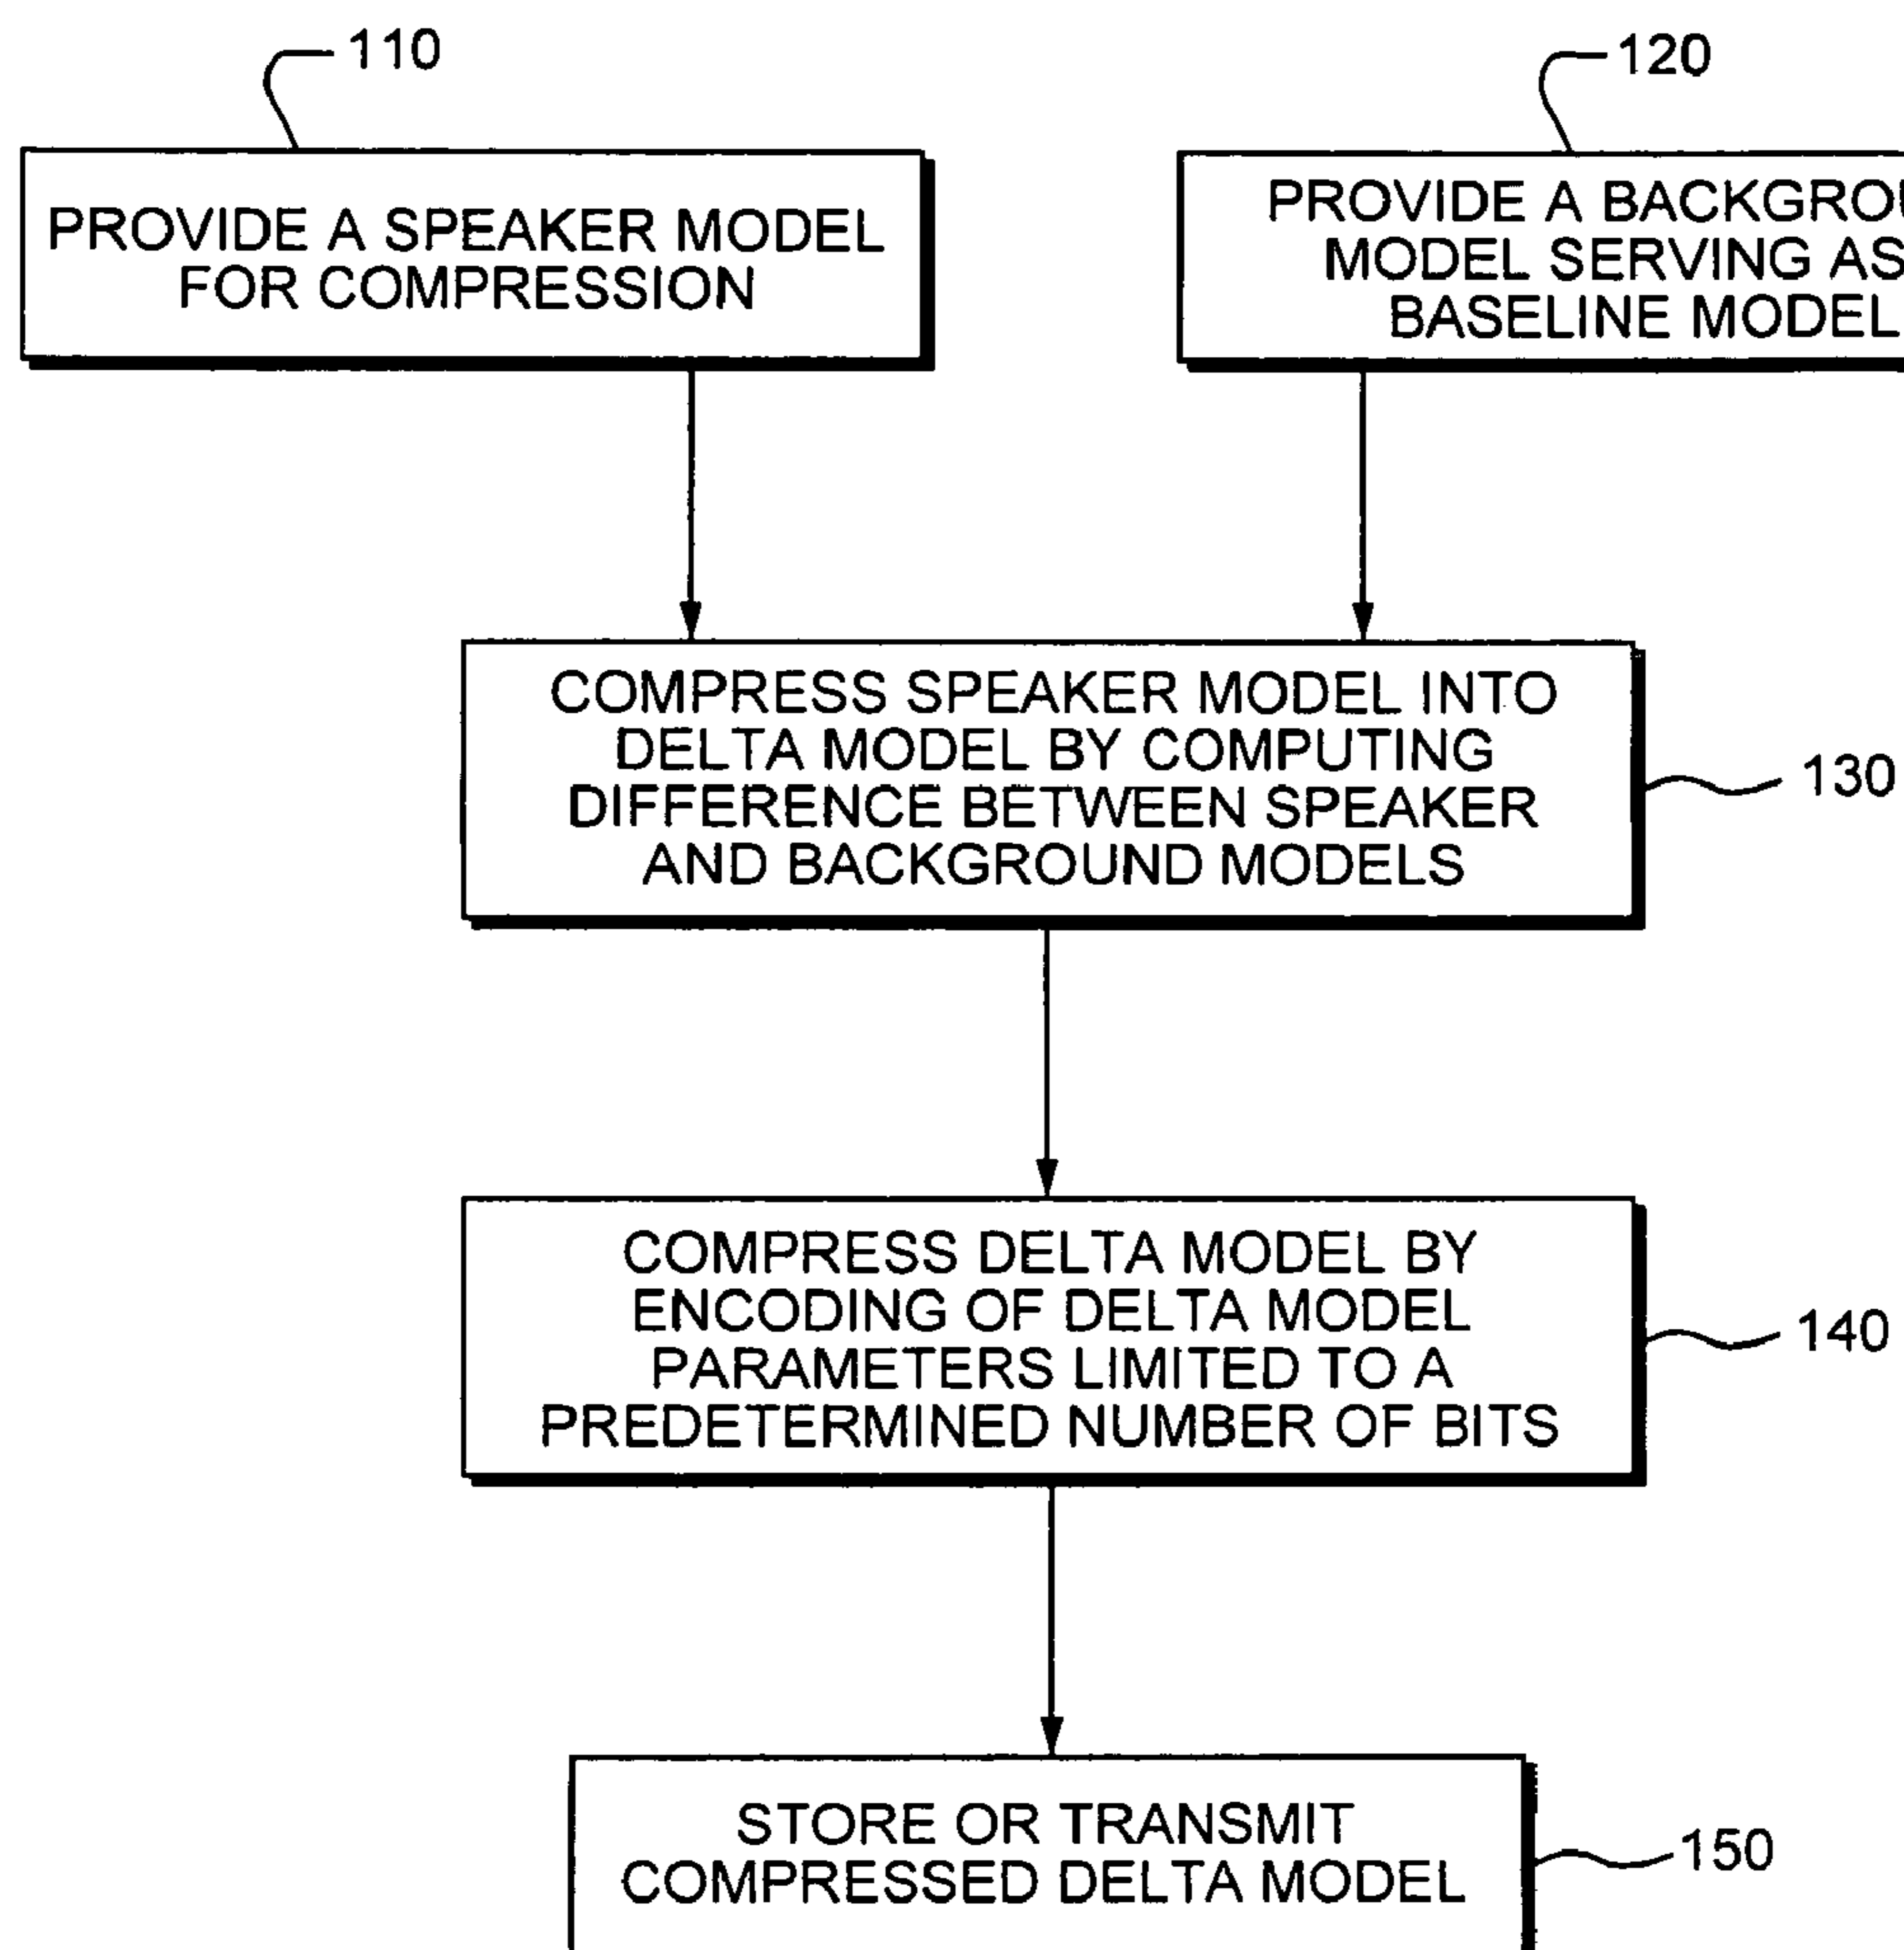 110
PROVIDE A SPEAKER MODEL
FOR COMPRESSION
120
PROVIDE A
MODEL SERVING AS
BASELINE MODEL
COMPRESS SPEAKER MODEL INTO
DELTA MODEL BY COMPUTING
DIFFERENCE BETWEEN SPEAKER
AND BACKGROUND MODELS
130
COMPRESS DELTA MODEL BY
ENCODING OF DELTA MODEL
PARAMETERS LIMITED TO A
PREDETERMINED NUMBER OF BITS
140
STORE OR TRANSMIT
COMPRESSED DELTA MODEL
150